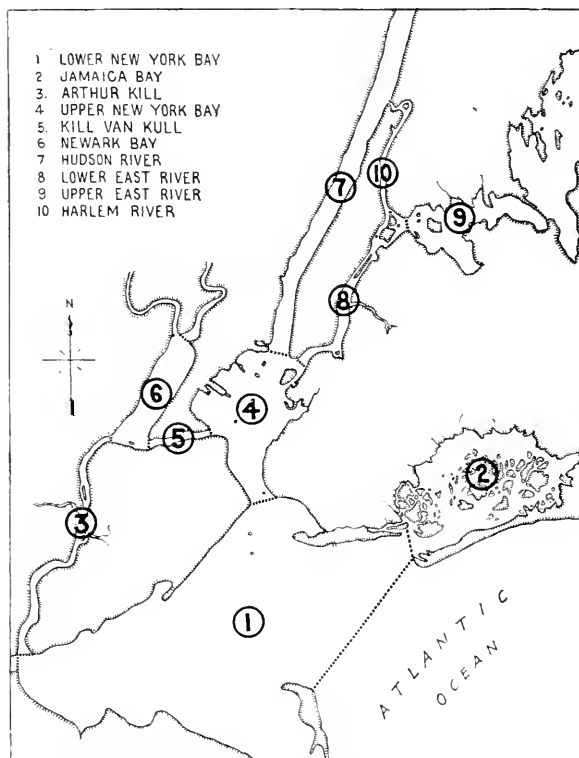 1 LOWER NEW YORK BAY
2 JAMAICA BAY
3. ARTHUR KILL
4 UPPER NEW YORK BAY
5. KILL VAN KULL
6 NEWARK BAY
7 HUDSON RIVER
8 LOWER EAST RIVER
9 UPPER EAST RIVER
10 HARLEM RIVER
7
10
9
8
N
6
4
5
2
3
1
ATLANTIC
OCEAN